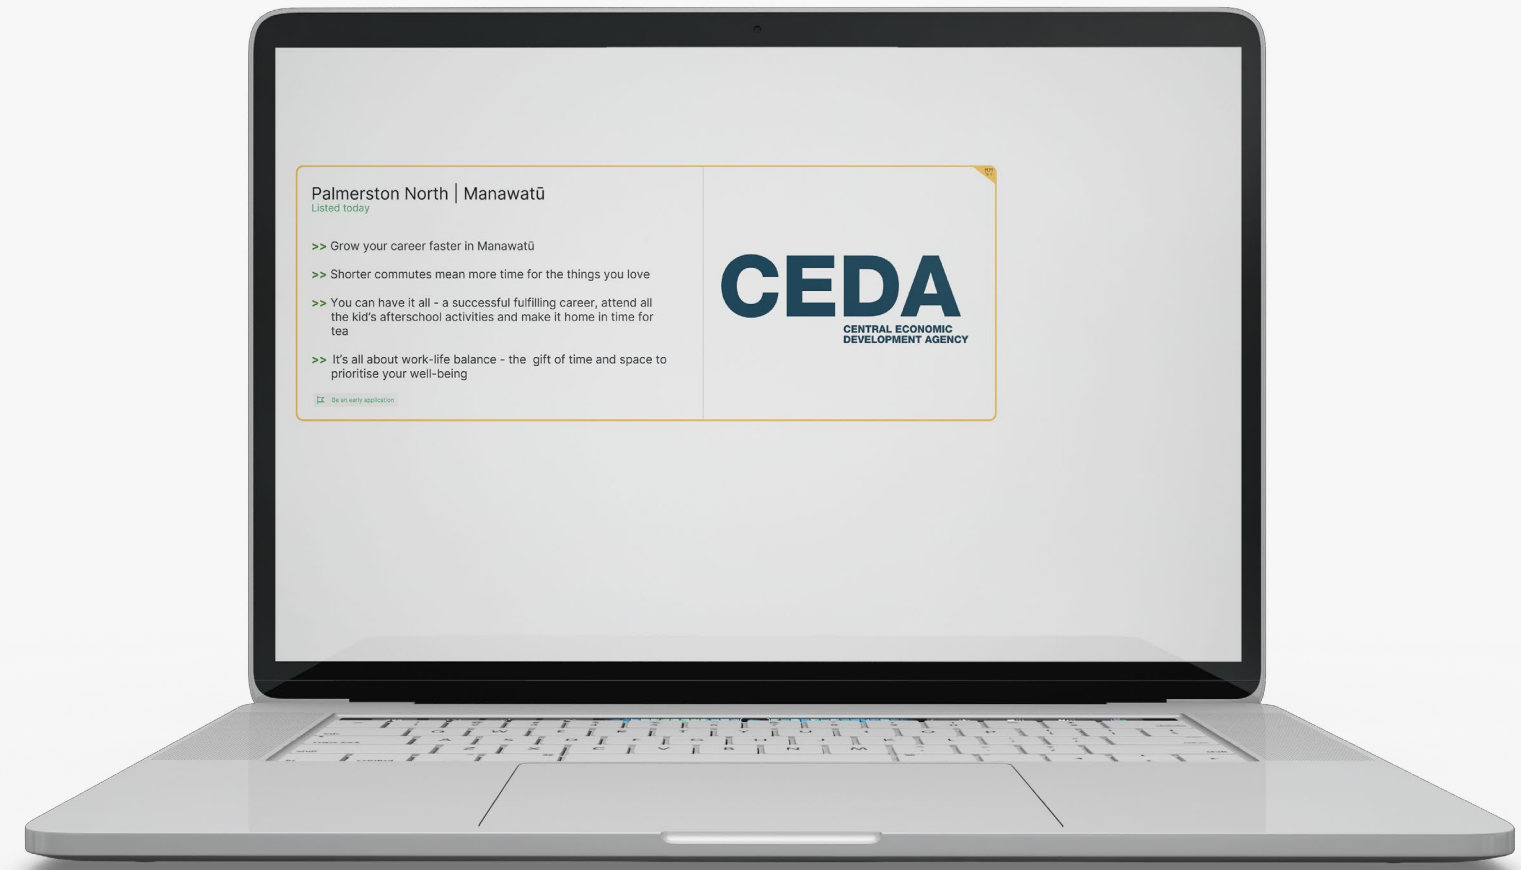 Palmerston North | Manawatū
Listed today
>> Grow your career faster in Manawatū
>> Shorter commutes mean more time for the things you love
>> You can have it all - a successful fulfilling career, attend all
the kid's afterschool activities and make it home in time for
tea
>> It's all about work-life balance - the gift of time and space to
prioritise your well-being
Be an early application
CEDA
CENTRAL ECONOMIC
DEVELOPMENT AGENCY